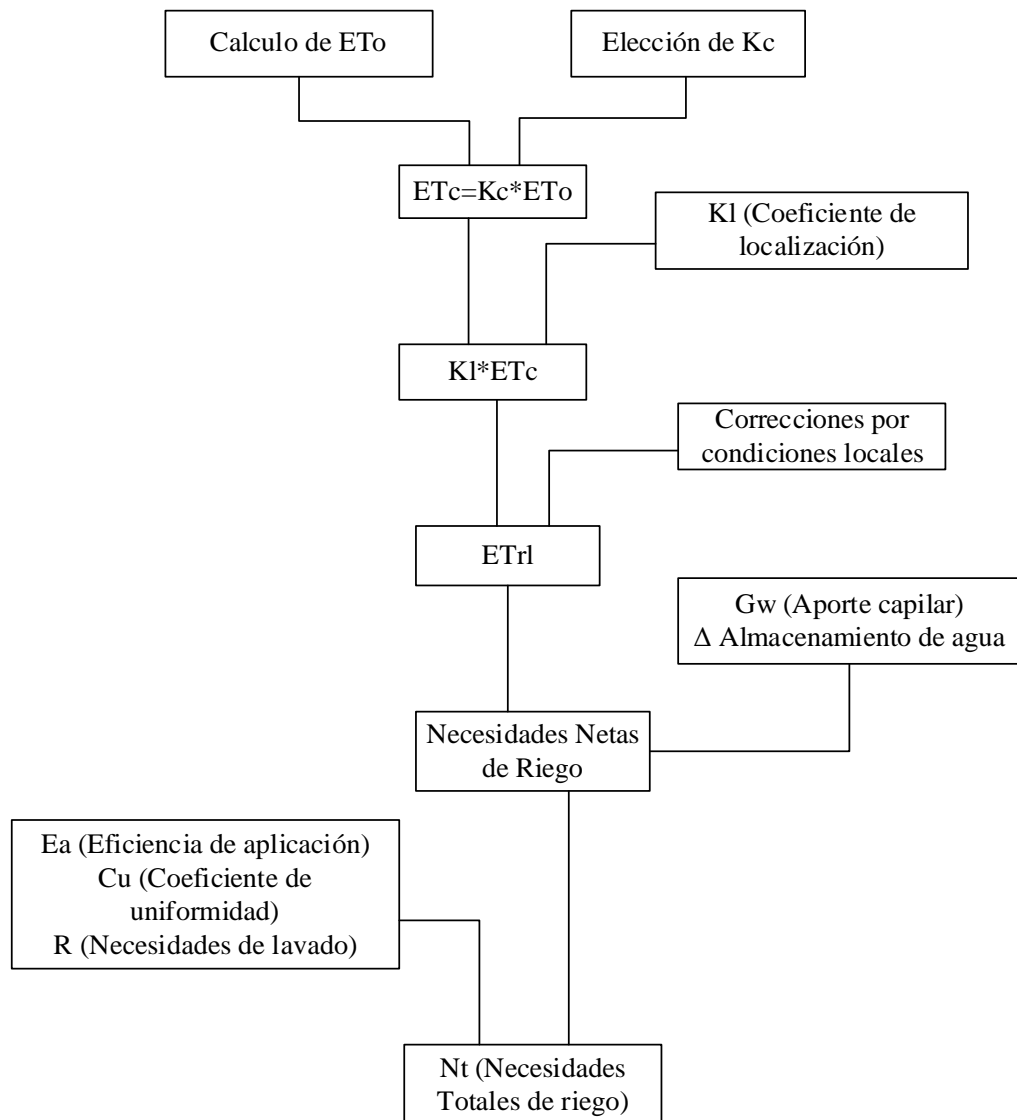 Calculo de ETo
Elección de Kc
ETc=Kc*ETo
Kl (Coeficiente de
localización)
Kl*ETc
Correcciones por
condiciones locales
ETrl
Gw (Aporte capilar)
Δ Almacenamiento de agua
Necesidades Netas
de Riego
Ea (Eficiencia de aplicación)
Cu (Coeficiente de
uniformidad)
R (Necesidades de lavado)
Nt (Necesidades
Totales de riego)